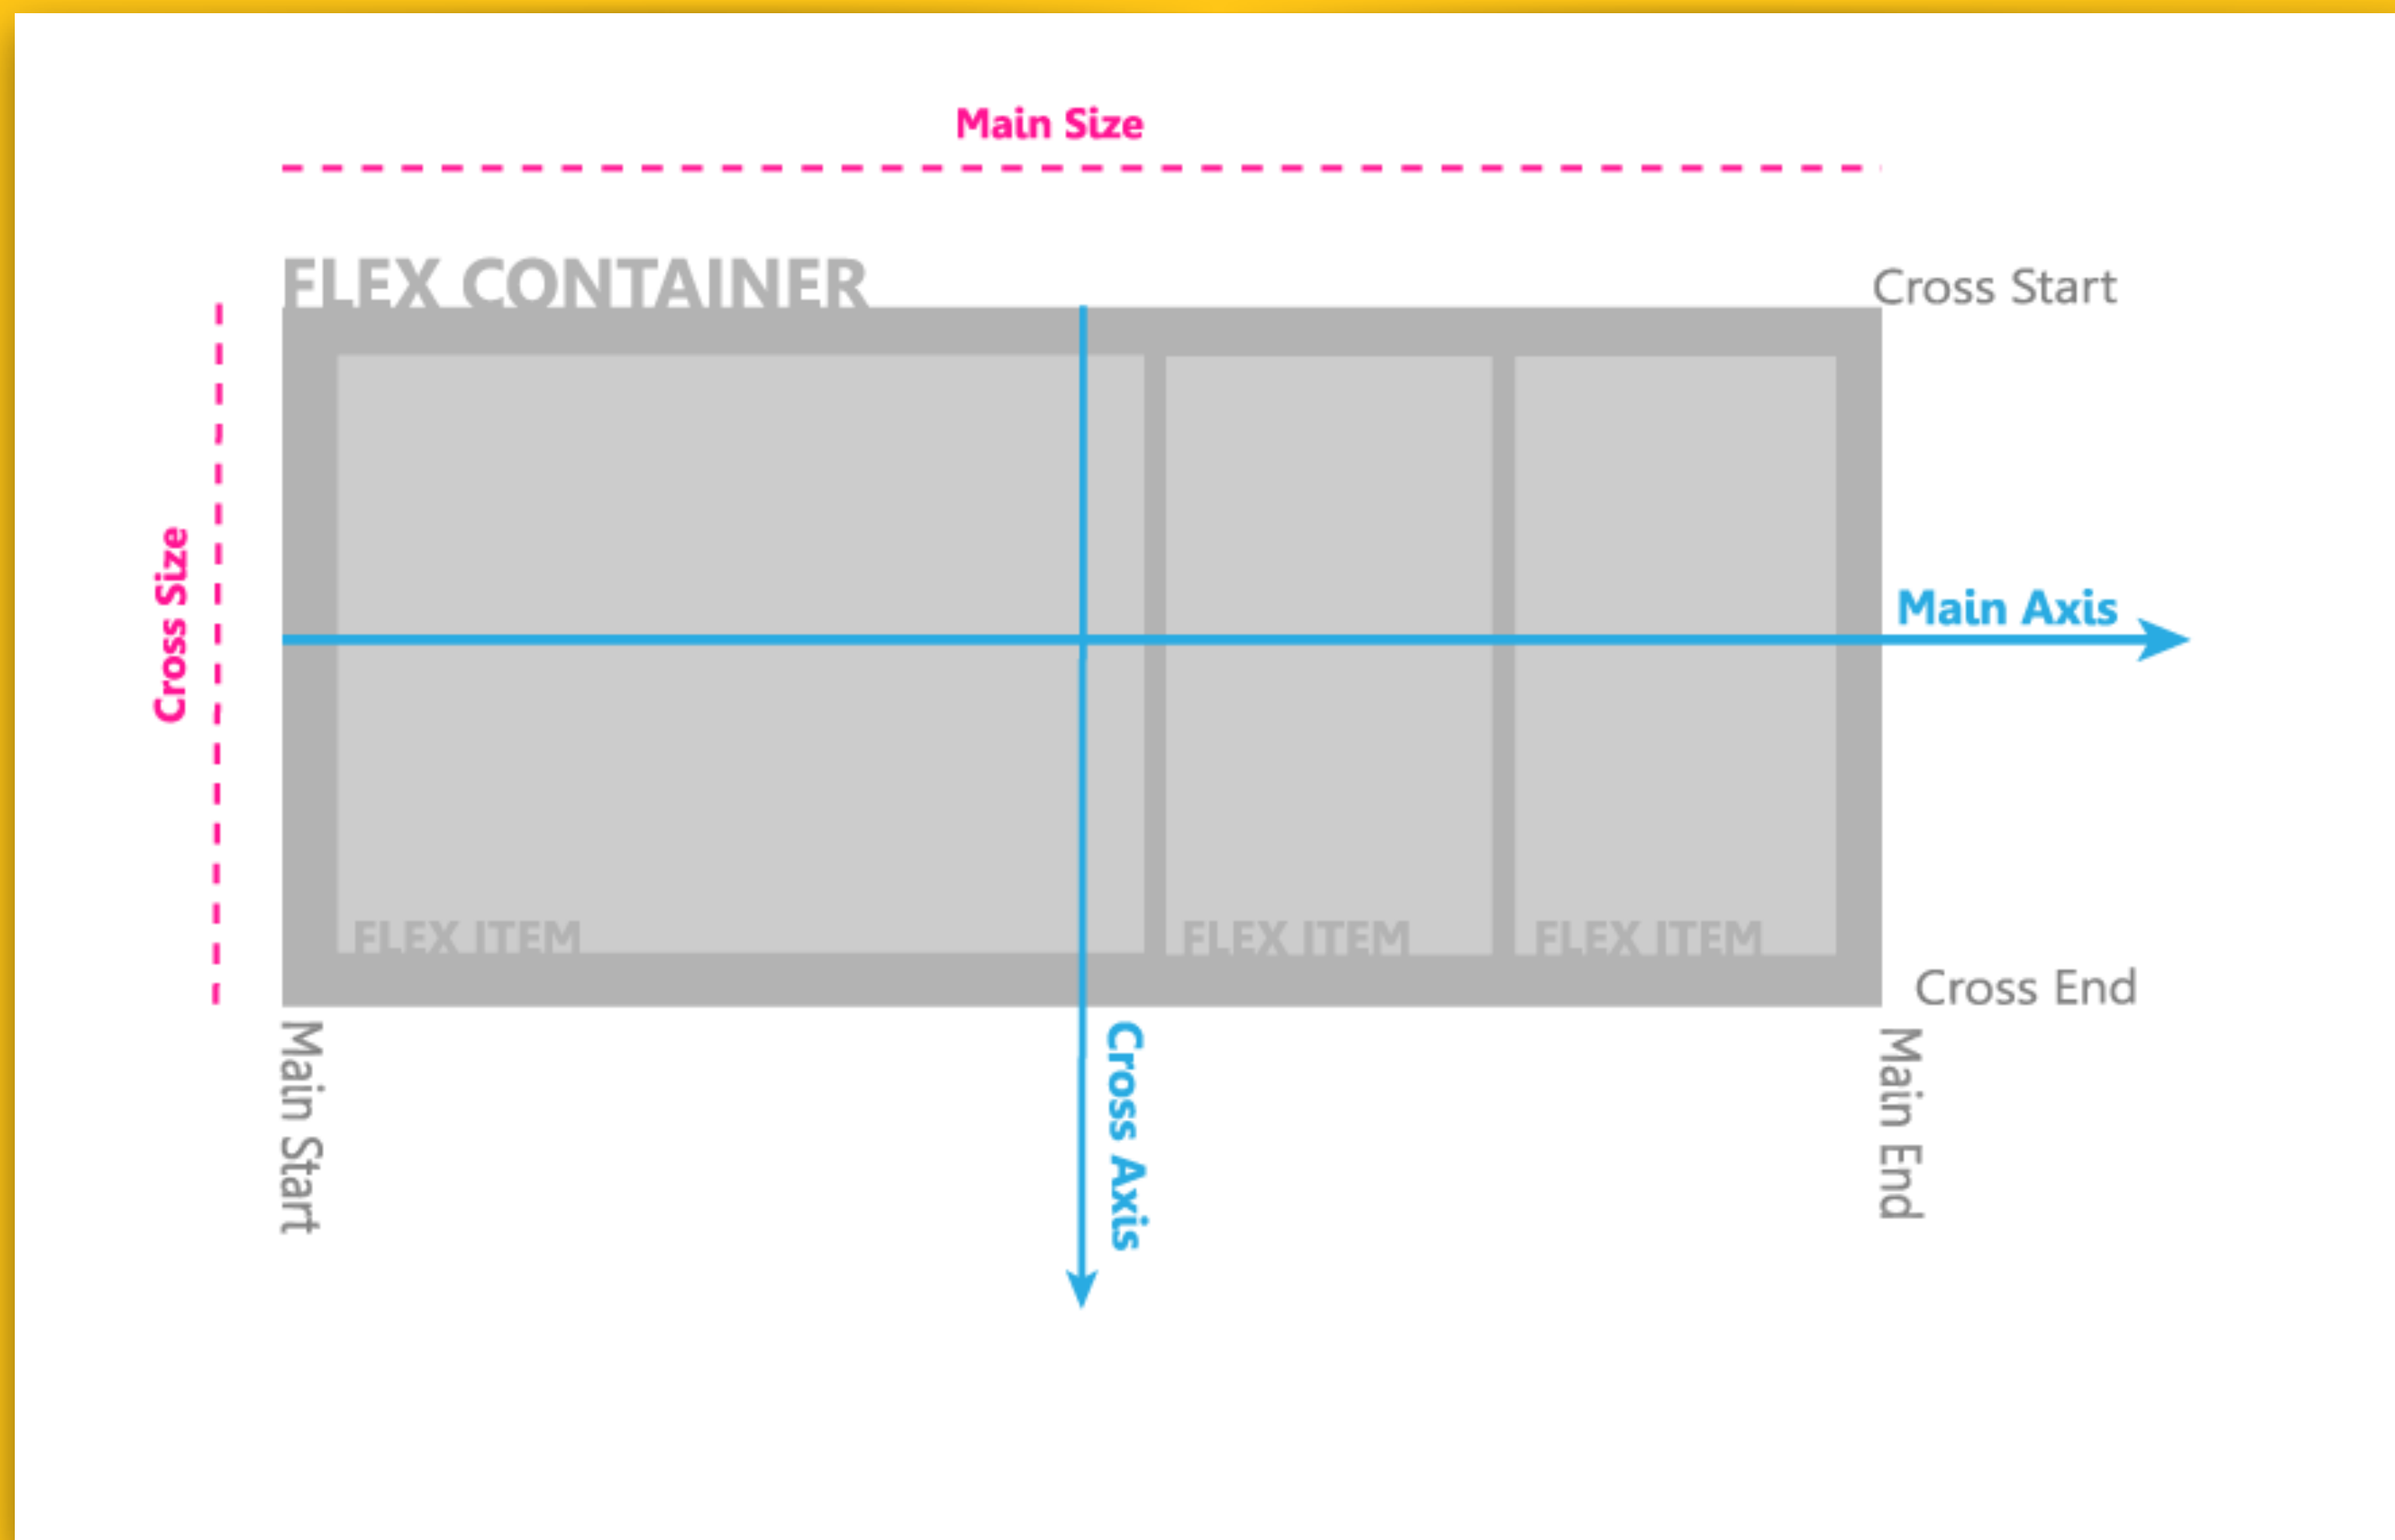 Main Size
FLEX CONTAINER
Cross Start
Cross Size
Main Axis
FLEX ITEM
FLEX ITEM
FLEX ITEM
Cross End
Main Start
Cross Axis
Main End